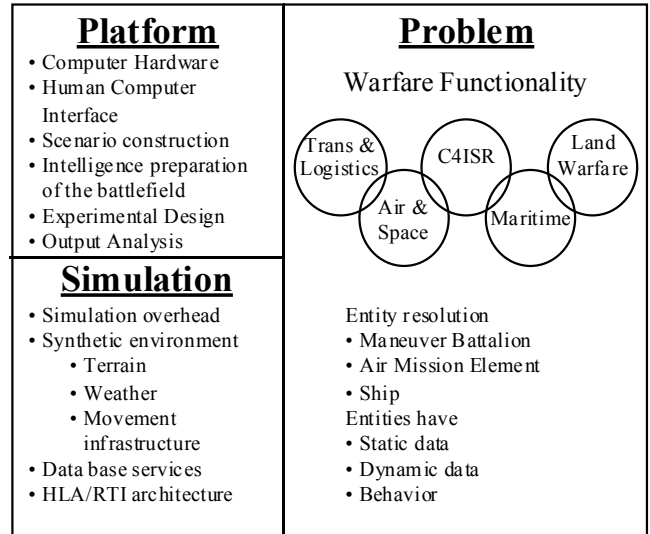 Platform
• Computer Hardware
• Human Computer
Interface
• Scenario construction
• Intelligence preparation
of the battlefield
• Experimental Design
• Output Analysis
Simulation
• Simulation overhead
• Synthetic environment
• Terrain
• Weather
• Movement
infrastructure
• Data base services
• HLA/RTI architecture
Problem
Warfare Functionality
Trans &
Logistics
Air &
Space
C4ISR
Maritime
Land
Warfare
Entity resolution
• Maneuver Battalion
• Air Mission Element
• Ship
Entities have
• Static data
• Dynamic data
• Behavior